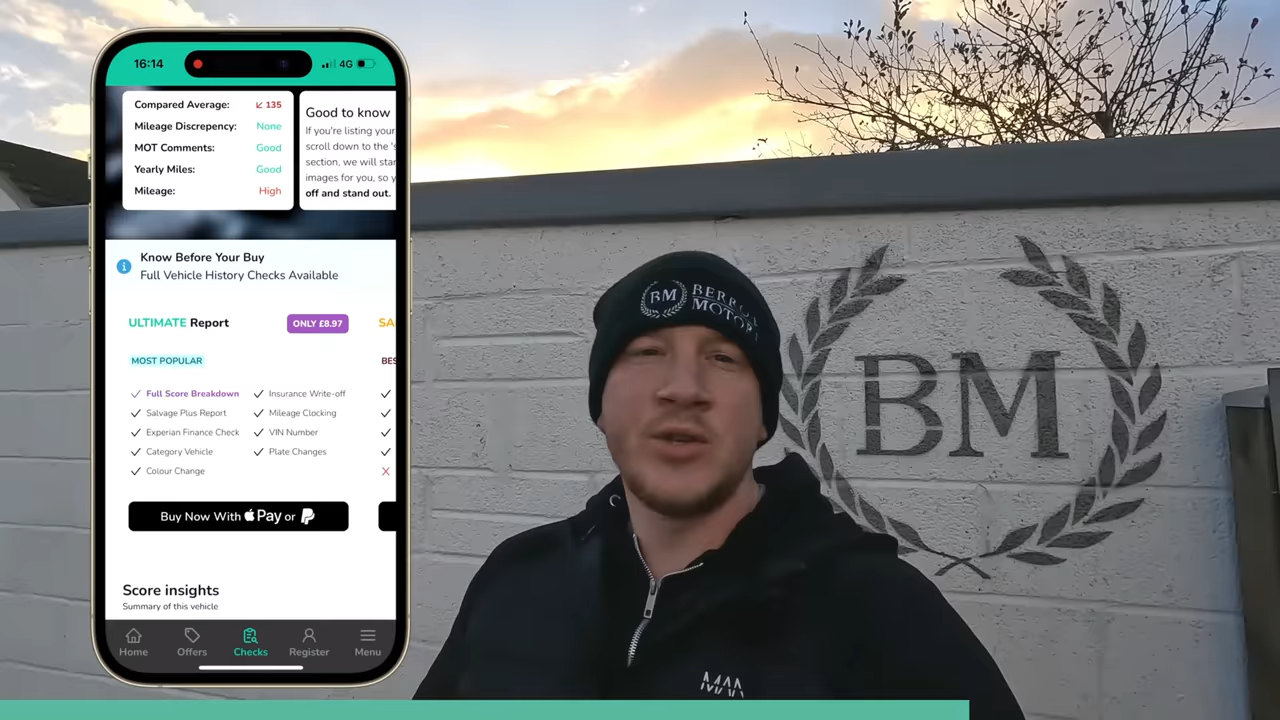 16:14
4G
Compared Average: 135
Mileage Discrepency: None
MOT Comments: Good
Yearly Miles: Good
Mileage: High
Good to know
If you're listing your
scroll down to the 's
section, we will star
images for you, so y
off and stand out.
Know Before Your Buy
Full Vehicle History Checks Available
ULTIMATE Report
ONLY £8.97
SA
MOST POPULAR
BES
Full Score Breakdown
Insurance Write-off
Salvage Plus Report
Mileage Clocking
Experian Finance Check
VIN Number
Category Vehicle
Plate Changes
Colour Change
Buy Now With Pay or
Score insights
Summary of this vehicle
Home
Offers
Checks
Register
Menu
BM
MOTORS
BM